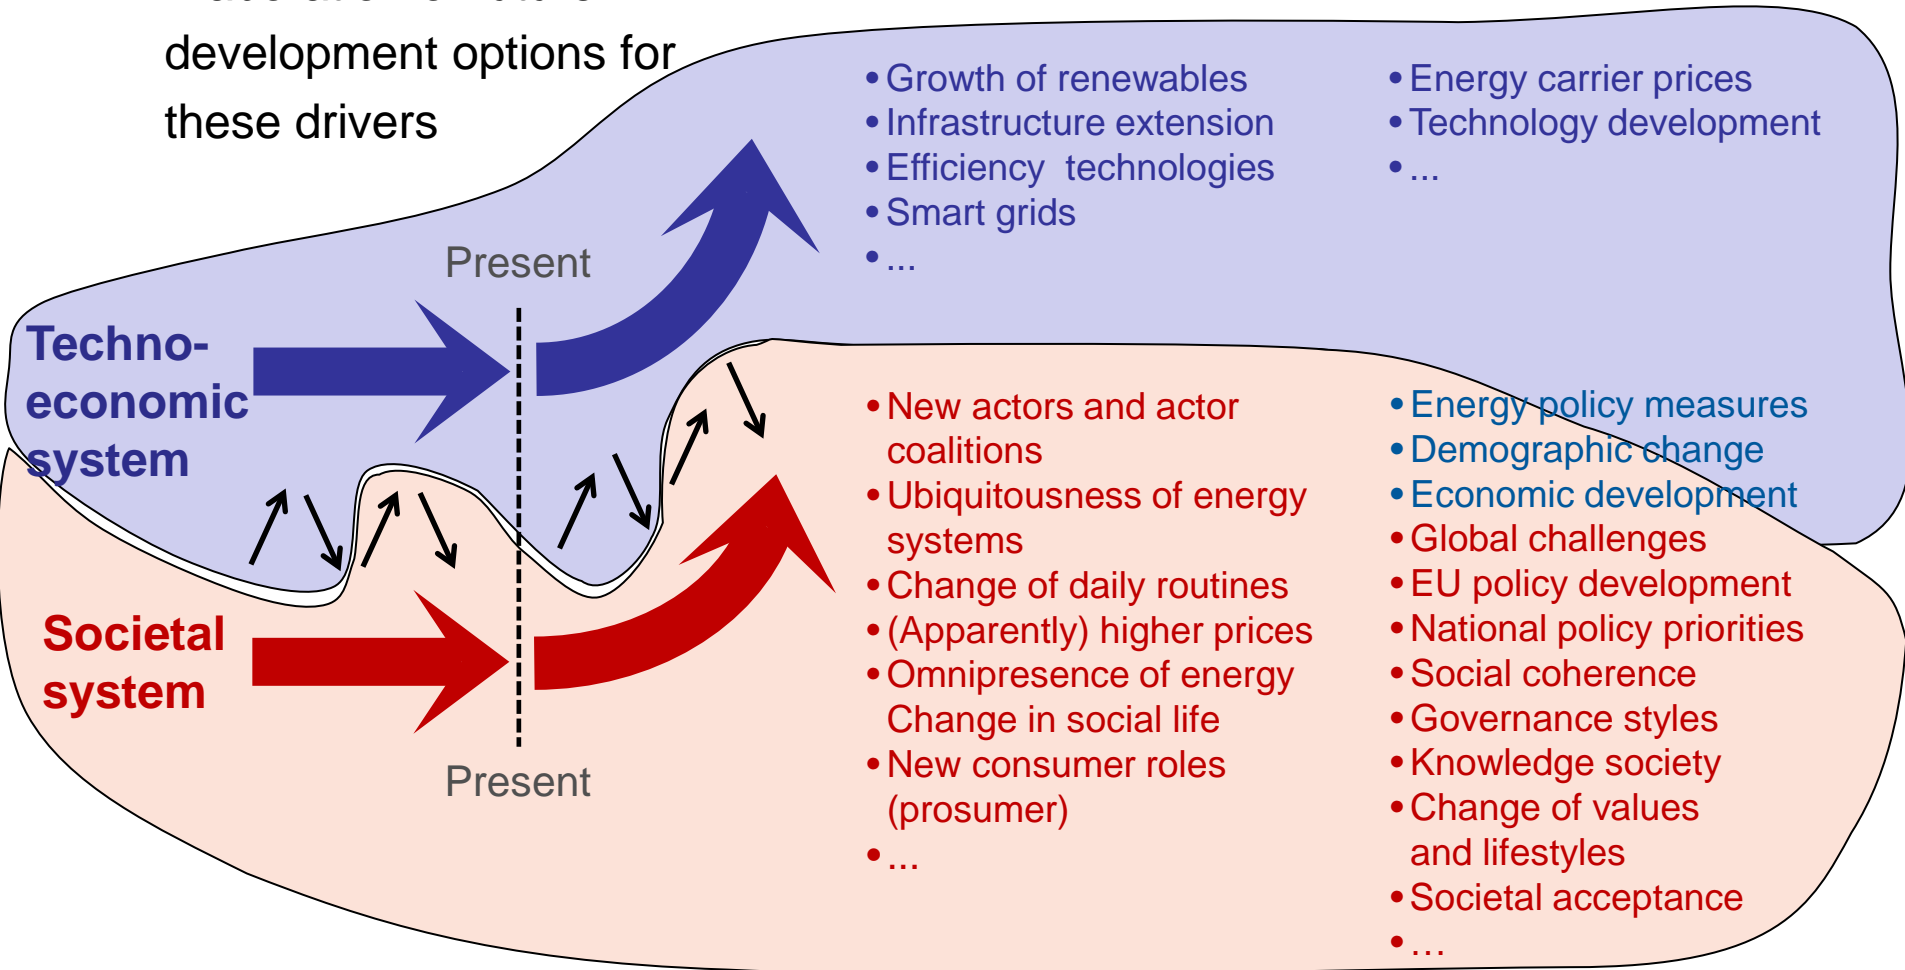 development options for
these drivers
• Growth of renewables
• Infrastructure extension
• Efficiency technologies
• Smart grids
• ...
• Energy carrier prices
• Technology development
• ...
Present
Techno-
economic
system
• New actors and actor
coalitions
• Ubiquitousness of energy
systems
• Change of daily routines
• (Apparently) higher prices
• Omnipresence of energy
Change in social life
• New consumer roles
(prosumer)
• ...
• Energy policy measures
• Demographic change
• Economic development
• Global challenges
• EU policy development
• National policy priorities
• Social coherence
• Governance styles
• Knowledge society
• Change of values
and lifestyles
• Societal acceptance
• ...
Societal
system
Present